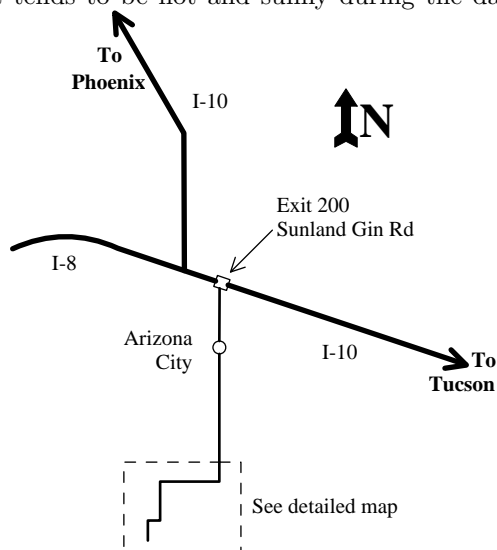 tends to be hot and sunny during the da
To
Phoenix
I-10
N
Exit 200
Sunland Gin Rd
I-8
Arizona
City
I-10
To
Tucson
See detailed map